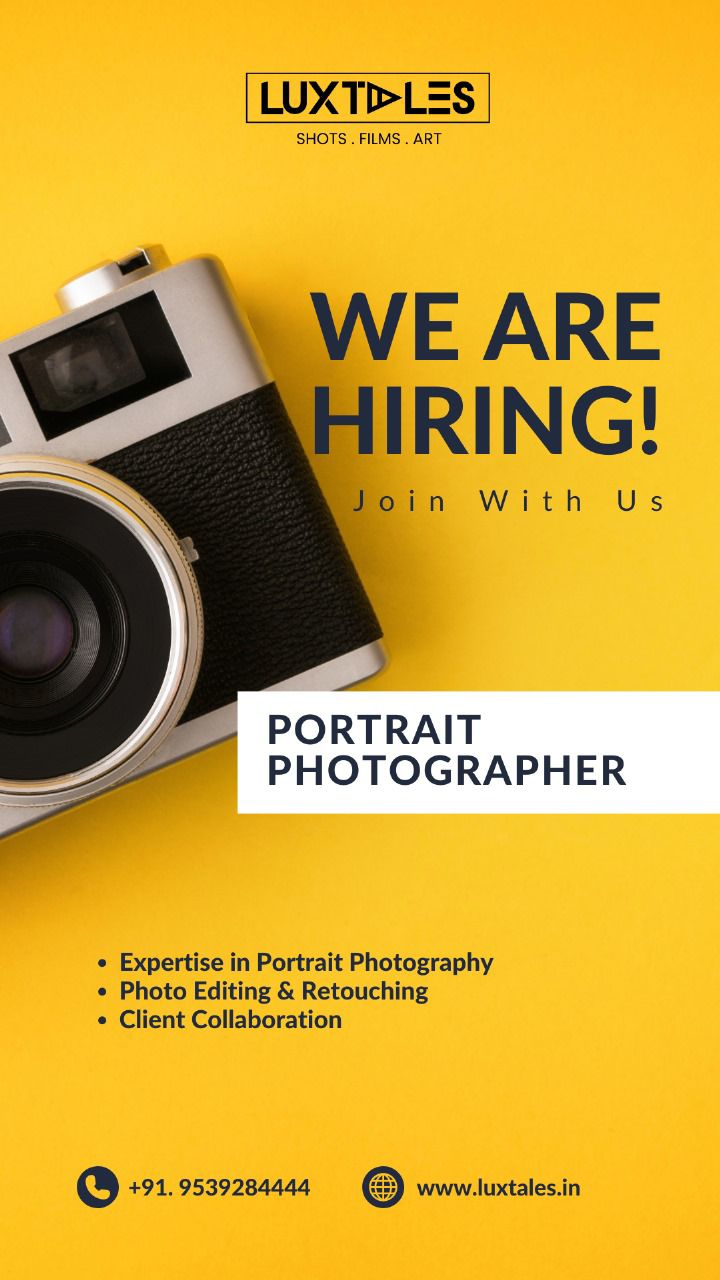 LUXTALES
SHOTS . FILMS . ART
WE ARE
HIRING!
Join With Us
PORTRAIT
PHOTOGRAPHER
• Expertise in Portrait Photography
• Photo Editing & Retouching
• Client Collaboration
+91. 9539284444
www.luxtales.in